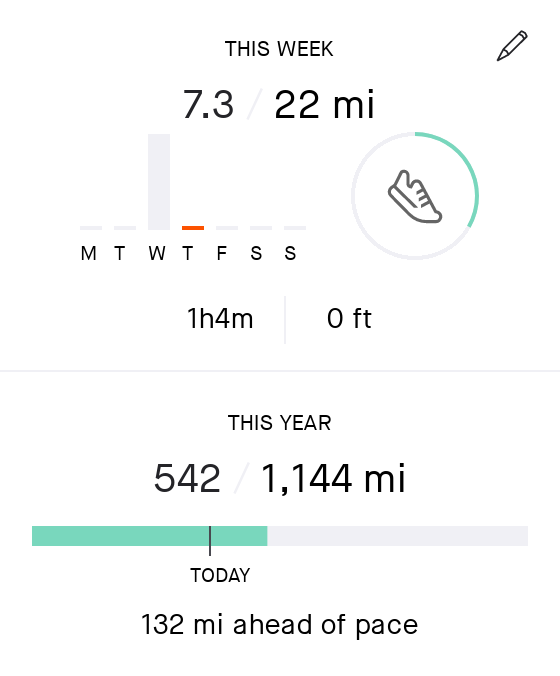 THIS WEEK
7.3 / 22 mi
M T W T F S S
1h4m 0 ft
THIS YEAR
542 / 1,144 mi
TODAY
132 mi ahead of pace